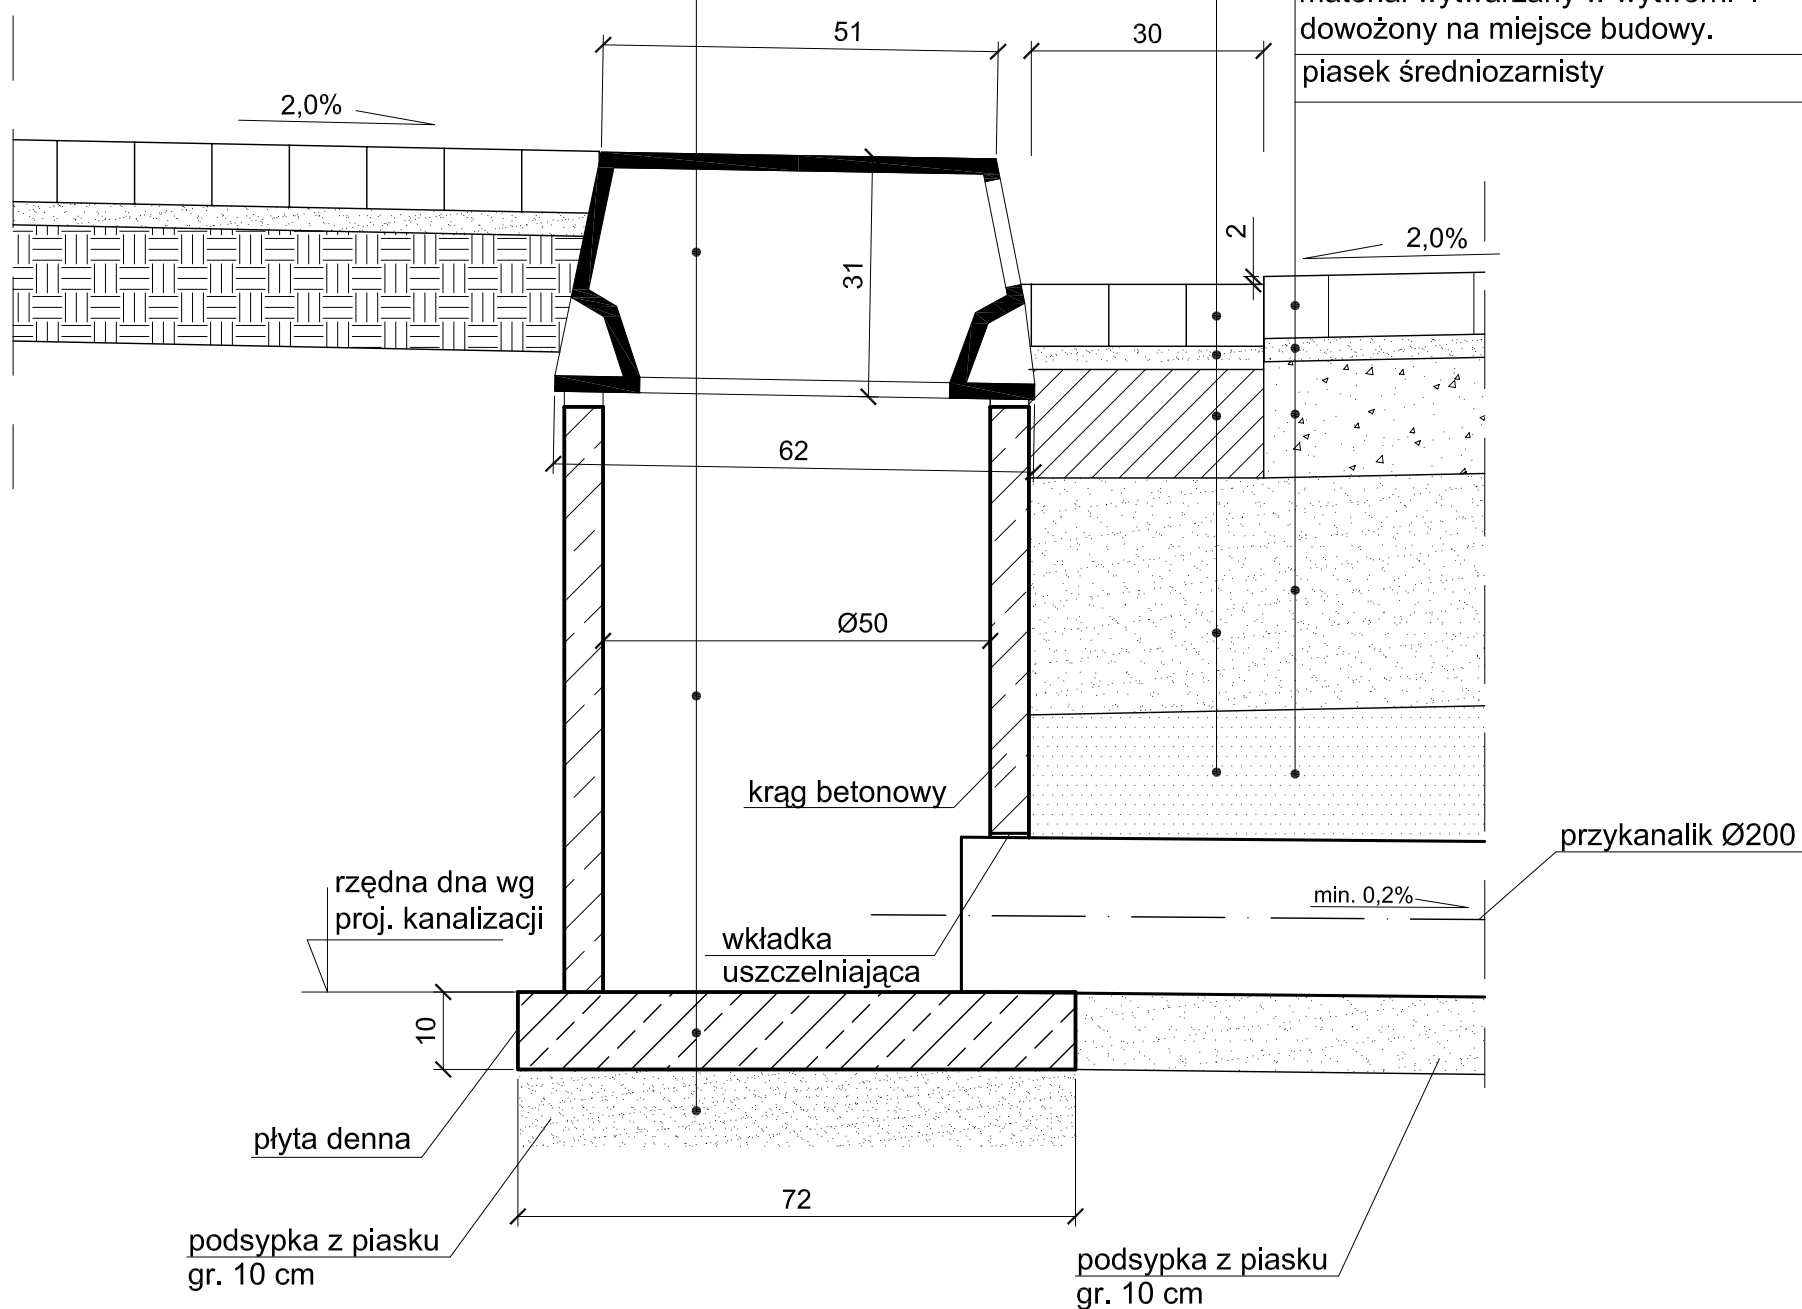 dowożony na miejsce budowy.
piasek średniozarnisty
51
30
2,0%
2
2,0%
31
62
Ø50
krąg betonowy
przykanalik Ø200
rzędna dna wg
proj. kanalizacji
min. 0,2%
wkładka
uszczelniająca
10
płyta denna
72
podsypka z piasku
gr. 10 cm
podsypka z piasku
gr. 10 cm